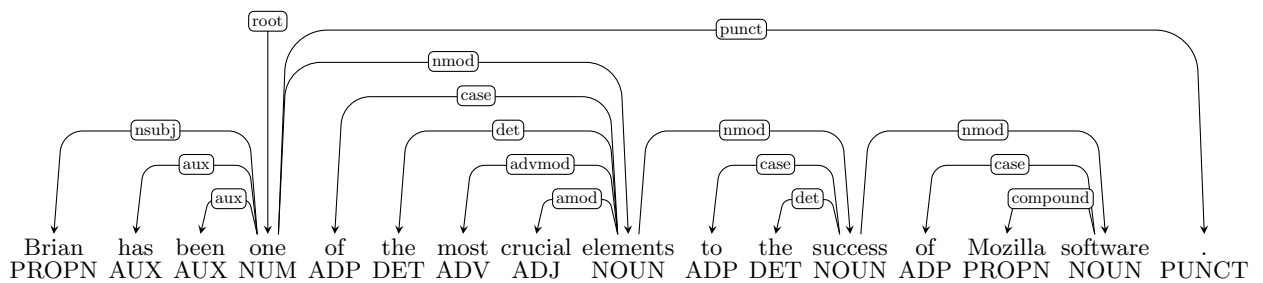 root
punct
nmod
case
nsubj det nmod nmod
aux advmod case case
aux amod det compound
Brian has been one of the most crucial elements to the success of Mozilla software .
PROPN AUX AUX NUM ADP DET ADV ADJ NOUN ADP DET NOUN ADP PROPN NOUN PUNCT